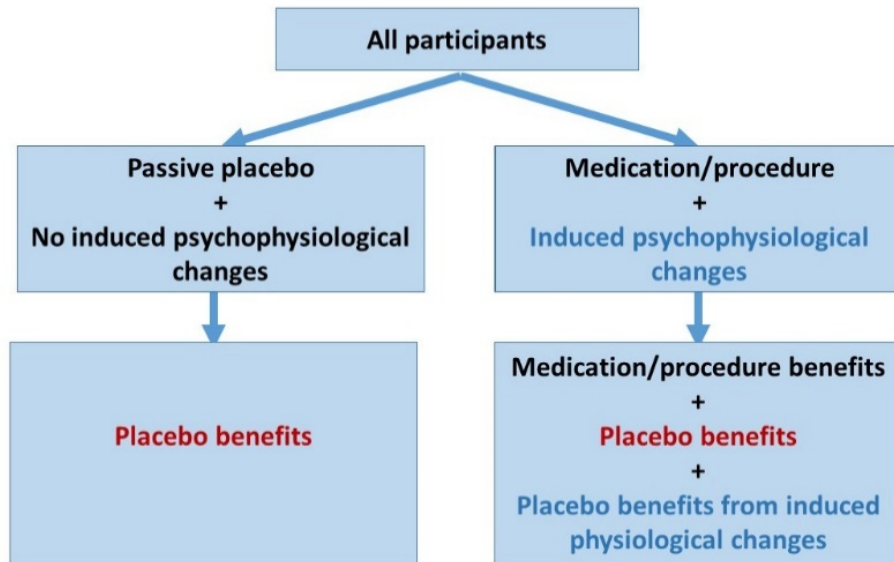 All participants
Passive placebo
+
No induced psychophysiological
changes
Medication/procedure
+
Induced psychophysiological
changes
Placebo benefits
Medication/procedure benefits
+
Placebo benefits
+
Placebo benefits from induced
physiological changes